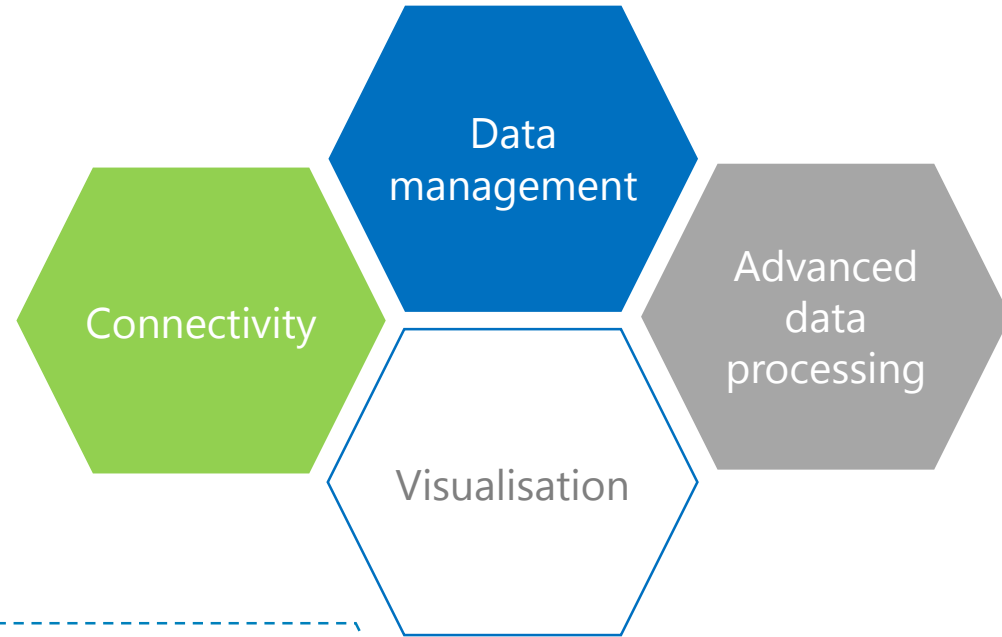 Data
management
Connectivity
Advanced
data
processing
Visualisation